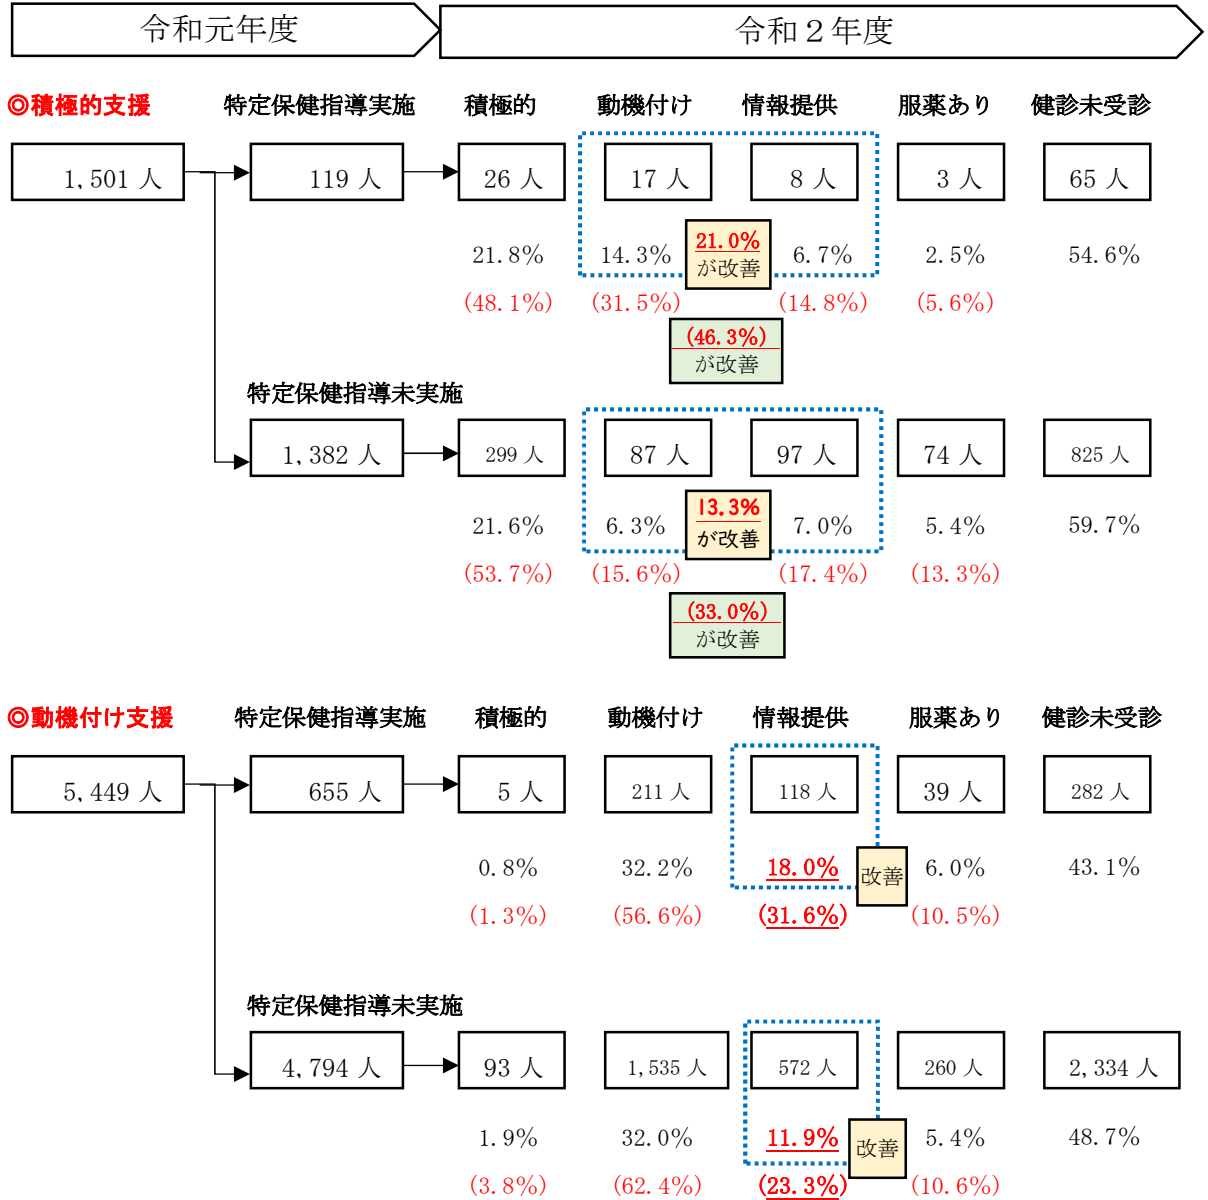 令和元年度
令和２年度
◎積極的支援 特定保健指導実施 積極的 動機付け 情報提供 服薬あり 健診未受診
1,501 人 119 人 26 人 17 人 8 人 3 人 65 人
21.8% 14.3% 21.0% 6.7% 2.5% 54.6%
が改善
(48.1%) (31.5%) (14.8%) (5.6%)
(46.3%)
が改善
特定保健指導未実施
1,382 人 299 人 87 人 97 人 74 人 825 人
21.6% 6.3% 13.3% 7.0% 5.4% 59.7%
が改善
(53.7%) (15.6%) (17.4%) (13.3%)
(33.0%)
が改善
◎動機付け支援 特定保健指導実施 積極的 動機付け 情報提供 服薬あり 健診未受診
5,449 人 655 人 5 人 211 人 118 人 39 人 282 人
0.8% 32.2% 18.0% 改善 6.0% 43.1%
(1.3%) (56.6%) (31.6%) (10.5%)
特定保健指導未実施
4,794 人 93 人 1,535 人 572 人 260 人 2,334 人
1.9% 32.0% 11.9% 改善 5.4% 48.7%
(3.8%) (62.4%) (23.3%) (10.6%)